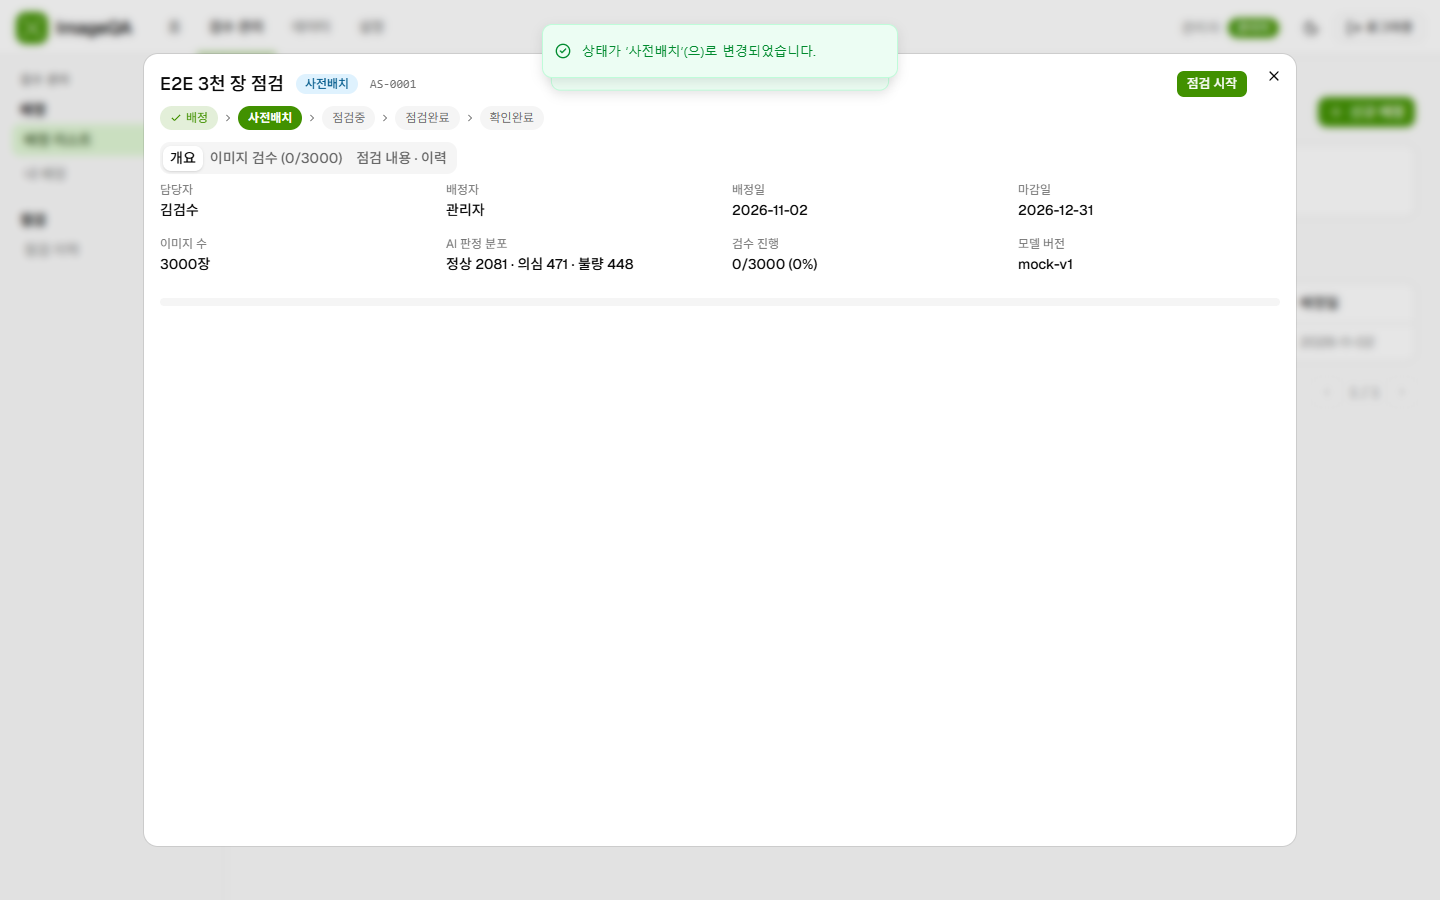 ImageQA
상태가 '사전배치'(으)로 변경되었습니다.
E2E 3천 장 점검
사전배치
AS-0001
점검 시작
배정
사전배치
점검중
점검완료
확인완료
개요
이미지 검수 (0/3000)
점검 내용 · 이력
담당자
배정자
배정일
마감일
김검수
관리자
2026-11-02
2026-12-31
이미지 수
AI 판정 분포
검수 진행
모델 버전
3000장
정상 2081 · 의심 471 · 불량 448
0/3000 (0%)
mock-v1